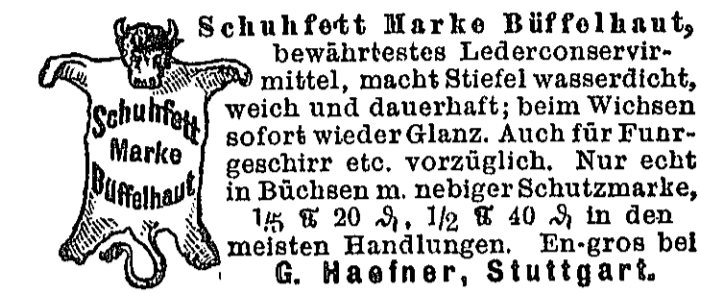 Schuhfett
Marke
Büffelhaut
Schuhfett Marke Büffelhaut,
bewährtestes Lederconservir-
mittel, macht Stiefel wasserdicht,
weich und dauerhaft; beim Wichsen
sofort wieder Glanz. Auch für Fuhr-
geschirr etc. vorzüglich. Nur echt
in Büchsen m. nebiger Schutzmarke,
1/5 ℔ 20 ₰, 1/2 ℔ 40 ₰ in den
meisten Handlungen. En-gros bei
G. Haefner, Stuttgart.